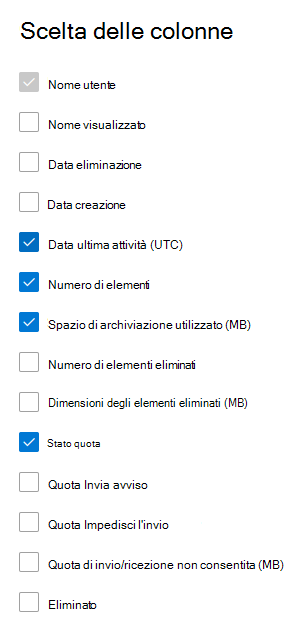 Scelta delle colonne
Nome utente
Nome visualizzato
Data eliminazione
Data creazione
Data ultima attività (UTC)
Numero di elementi
Spazio di archiviazione utilizzato (MB)
Numero di elementi eliminati
Dimensioni degli elementi eliminati (MB)
Stato quota
Quota Invia avviso
Quota Impedisci l'invio
Quota di invio/ricezione non consentita (MB)
Eliminato